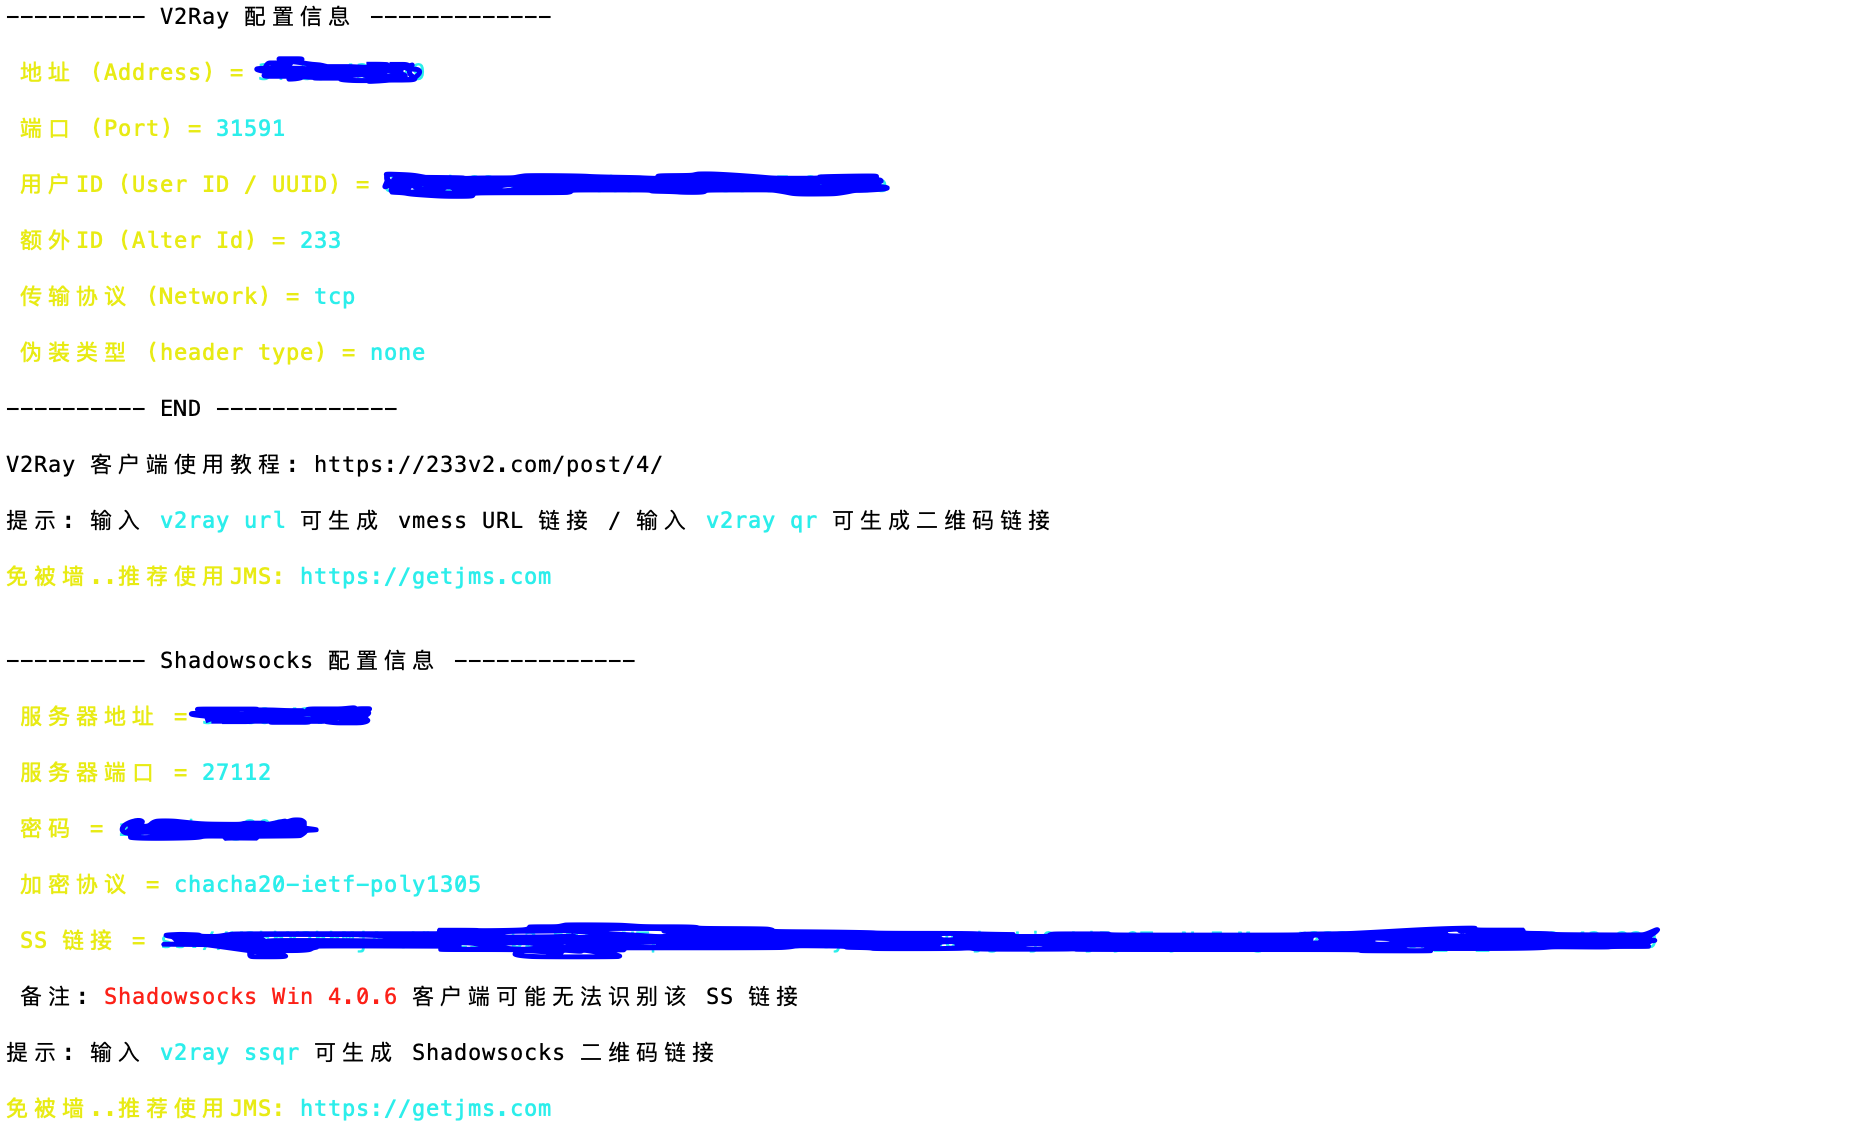 ---------- V2Ray 配置信息 -------------
地址 (Address) =
端口 (Port) = 31591
用户ID (User ID / UUID) =
额外ID (Alter Id) = 233
传输协议 (Network) = tcp
伪装类型 (header type) = none
---------- END -------------
V2Ray 客户端使用教程: https://233v2.com/post/4/
提示: 输入 v2ray url 可生成 vmess URL 链接 / 输入 v2ray qr 可生成二维码链接
免被墙..推荐使用JMS: https://getjms.com
---------- Shadowsocks 配置信息 -------------
服务器地址 =
服务器端口 = 27112
密码 =
加密协议 = chacha20-ietf-poly1305
SS 链接 =
备注: Shadowsocks Win 4.0.6 客户端可能无法识别该 SS 链接
提示: 输入 v2ray ssqr 可生成 Shadowsocks 二维码链接
免被墙..推荐使用JMS: https://getjms.com